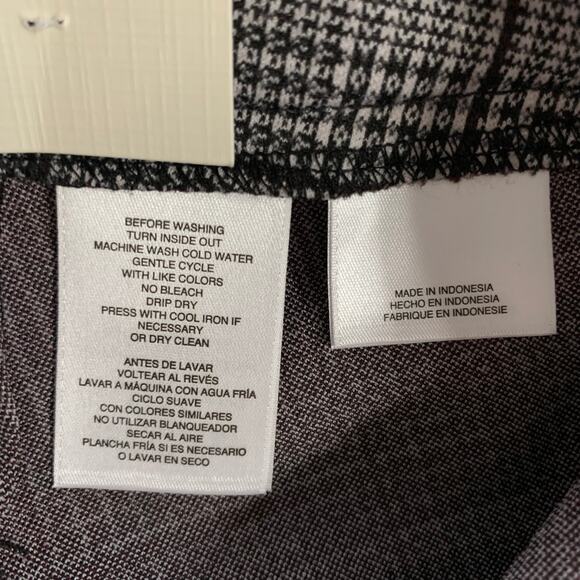 BEFORE WASHING
TURN INSIDE OUT
MACHINE WASH COLD WATER
GENTLE CYCLE
WITH LIKE COLORS
NO BLEACH
DRIP DRY
PRESS WITH COOL IRON IF
NECESSARY
OR DRY CLEAN
ANTES DE LAVAR
VOLTEAR AL REVÉS
LAVAR A MÁQUINA CON AGUA FRÍA
CICLO SUAVE
CON COLORES SIMILARES
NO UTILIZAR BLANQUEADOR
SECAR AL AIRE
PLANCHA FRÍA SI ES NECESARIO
O LAVAR EN SECO
MADE IN INDONESIA
HECHO EN INDONESIA
FABRIQUE EN INDONESIE